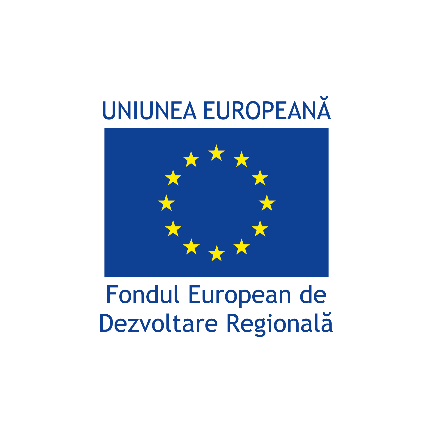 UNIUNEA EUROPEANĂ
Fondul European de
Dezvoltare Regională